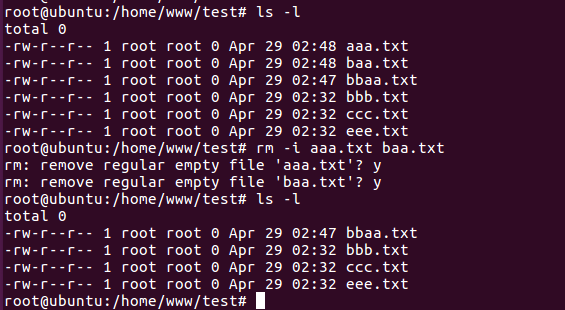 root@ubuntu:/home/www/test# ls -l
total 0
-rw-r--r-- 1 root root 0 Apr 29 02:48 aaa.txt
-rw-r--r-- 1 root root 0 Apr 29 02:48 baa.txt
-rw-r--r-- 1 root root 0 Apr 29 02:47 bbaa.txt
-rw-r--r-- 1 root root 0 Apr 29 02:32 bbb.txt
-rw-r--r-- 1 root root 0 Apr 29 02:32 ccc.txt
-rw-r--r-- 1 root root 0 Apr 29 02:32 eee.txt
root@ubuntu:/home/www/test# rm -i aaa.txt baa.txt
rm: remove regular empty file 'aaa.txt'? y
rm: remove regular empty file 'baa.txt'? y
root@ubuntu:/home/www/test# ls -l
total 0
-rw-r--r-- 1 root root 0 Apr 29 02:47 bbaa.txt
-rw-r--r-- 1 root root 0 Apr 29 02:32 bbb.txt
-rw-r--r-- 1 root root 0 Apr 29 02:32 ccc.txt
-rw-r--r-- 1 root root 0 Apr 29 02:32 eee.txt
root@ubuntu:/home/www/test#